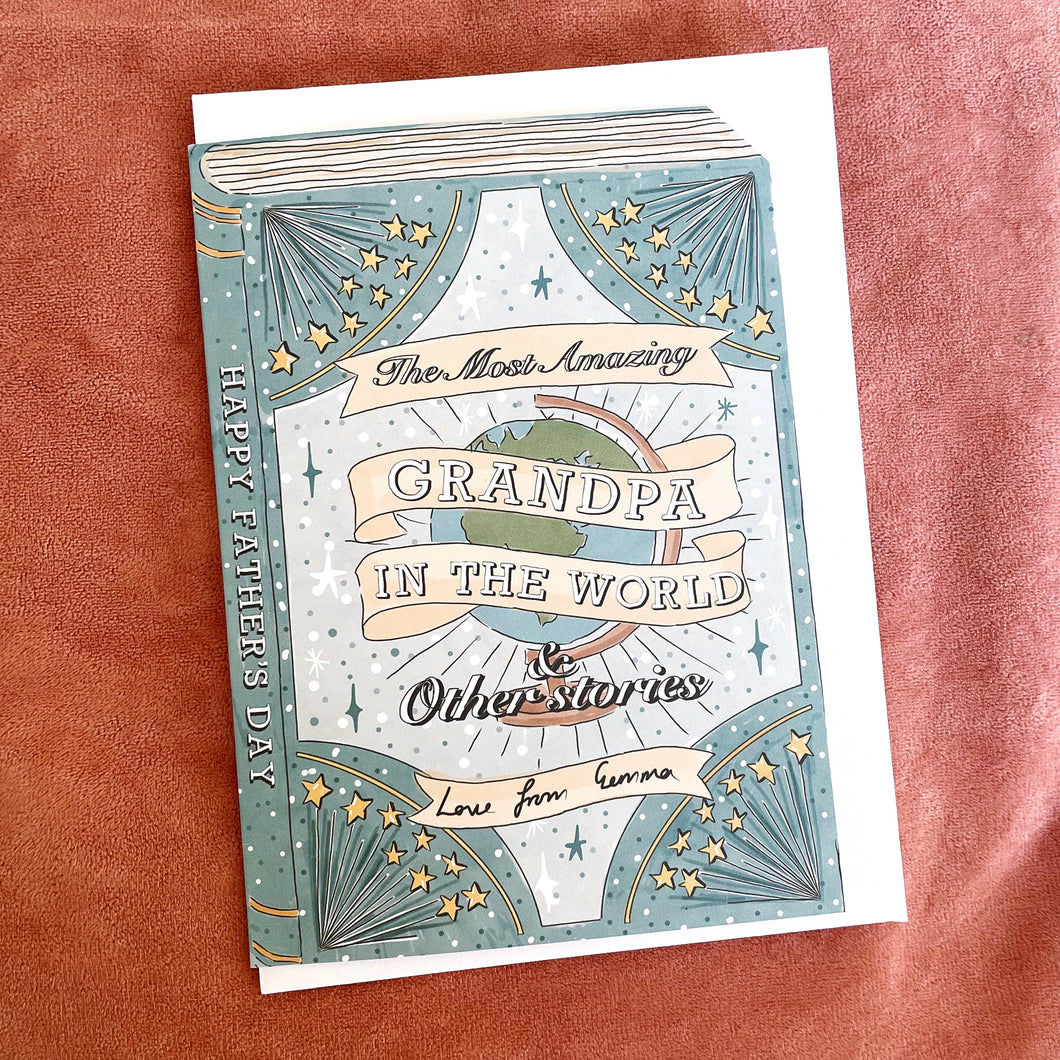 The Most Amazing
GRANDPA
IN THE WORLD
&
Other stories
Love from Gemma
HAPPY FATHER'S DAY